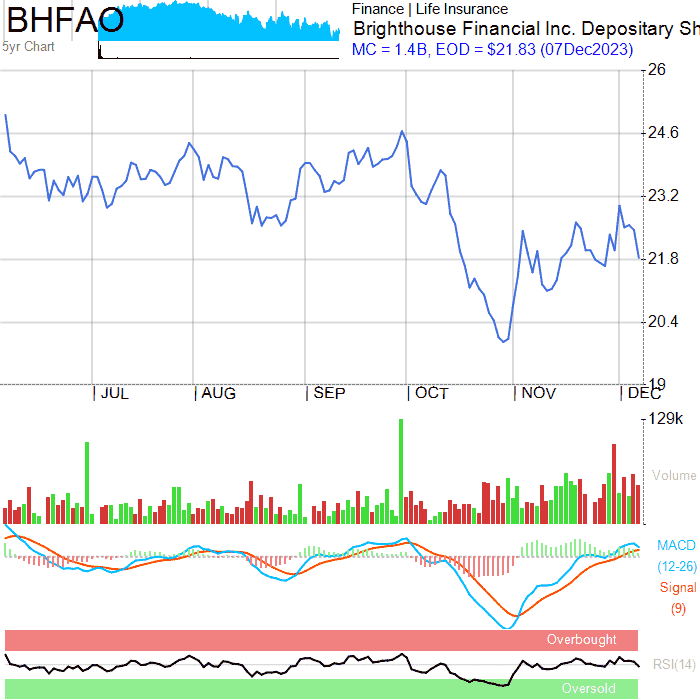 BHFAO
5yr Chart
Finance | Life Insurance
Brighthouse Financial Inc. Depositary Sh
MC = 1.4B, EOD = $21.83 (07Dec2023)
26
24.6
23.2
21.8
20.4
19
JUL AUG SEP OCT NOV DEC
129k
Volume
MACD
(12-26)
Signal
(9)
Overbought
RSI(14)
Oversold